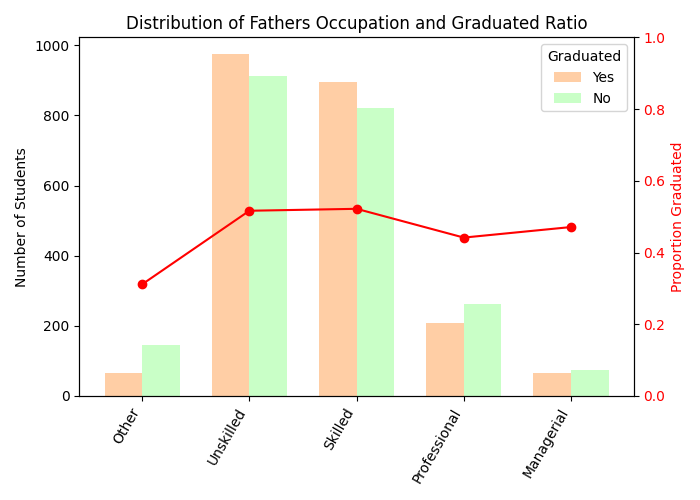 Distribution of Fathers Occupation and Graduated Ratio
Number of Students
1000
800
600
400
200
0
Graduated
Yes
No
1.0
0.8
0.6
0.4
0.2
0.0
Proportion Graduated
Other
Unskilled
Skilled
Professional
Managerial